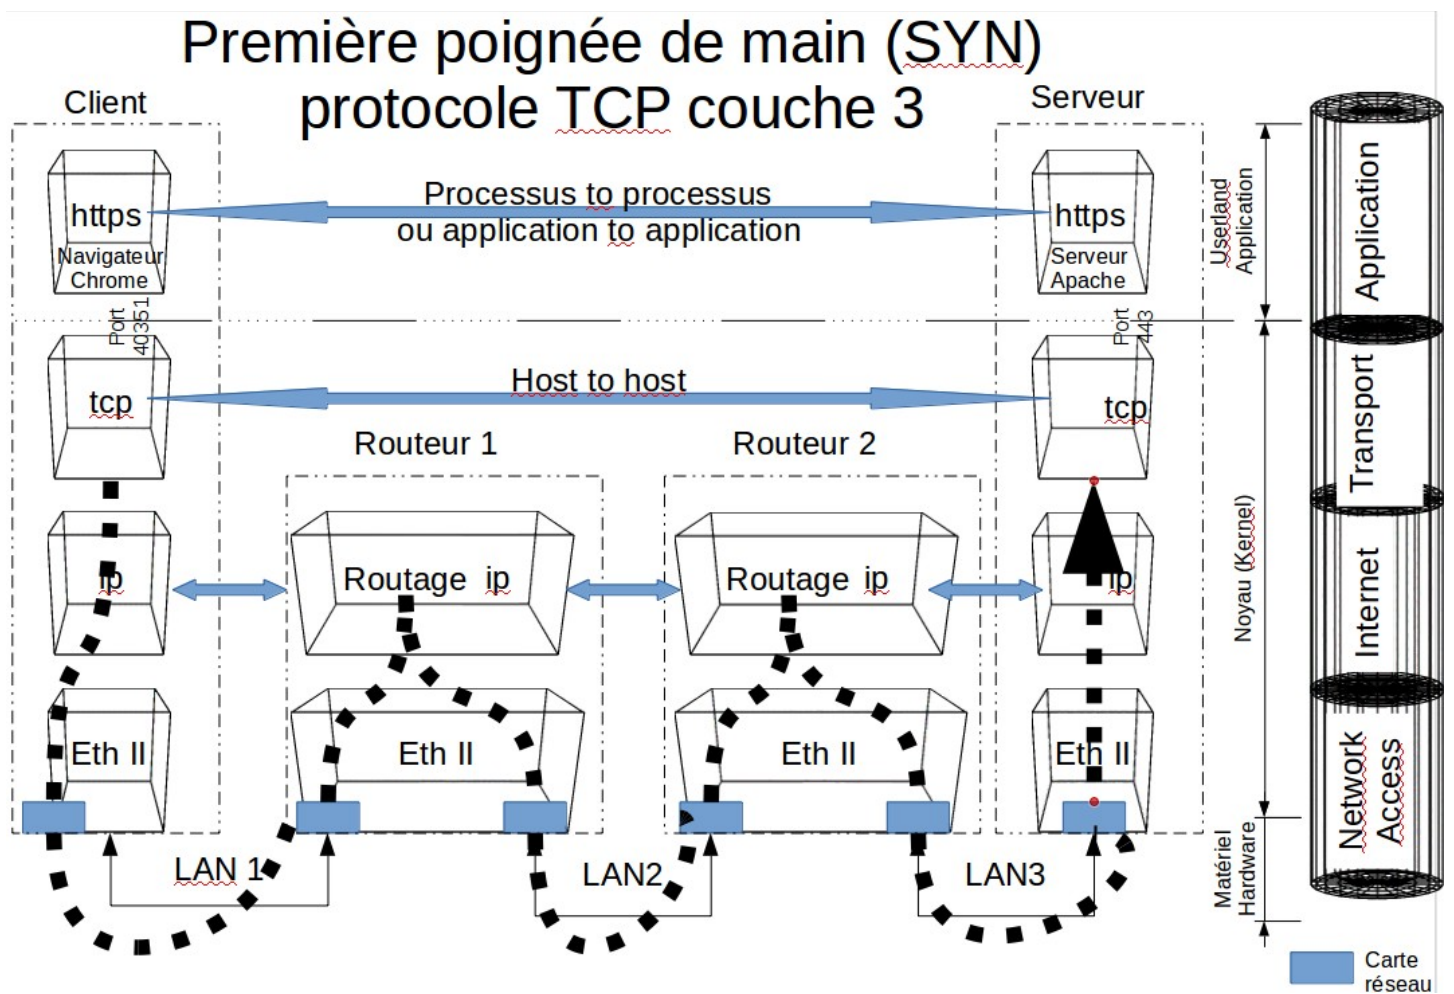 Première poignée de main (SYN)
protocole TCP couche 3
Client
Serveur
https
Navigateur
Chrome
Processus to processus
ou application to application
https
Serveur
Apache
Userland
Application
Application
Port
40351
Port
443
tcp
Host to host
tcp
Transport
Routeur 1
Routeur 2
ip
Routage ip
Routage ip
ip
Noyau (Kernel)
Internet
Eth II
Eth II
Eth II
Eth II
Network
Access
LAN 1
LAN2
LAN3
Matériel
Hardware
Carte
réseau